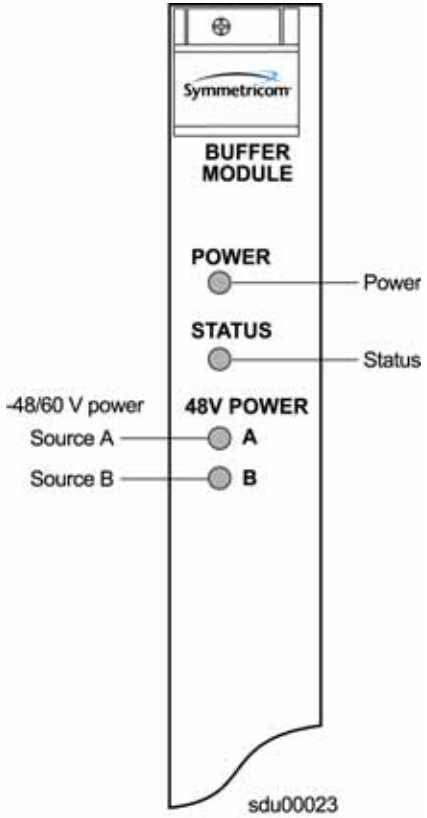 Symmetricom
BUFFER
MODULE
POWER
Power
STATUS
Status
-48/60 V power
48V POWER
Source A
A
Source B
B
sdu00023